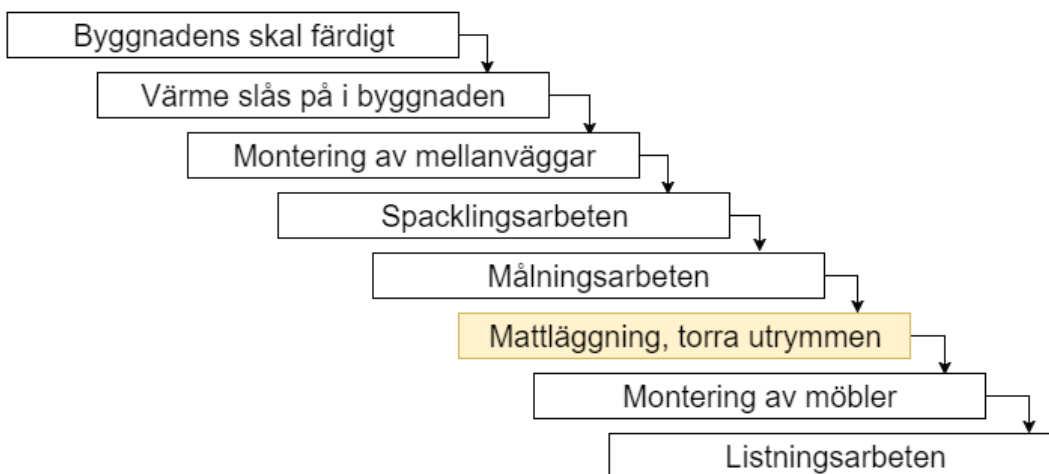 Byggnadens skal färdigt
Värme slås på i byggnaden
Montering av mellanväggar
Spacklingsarbeten
Målningsarbeten
Mattläggning, torra utrymmen
Montering av möbler
Listningsarbeten